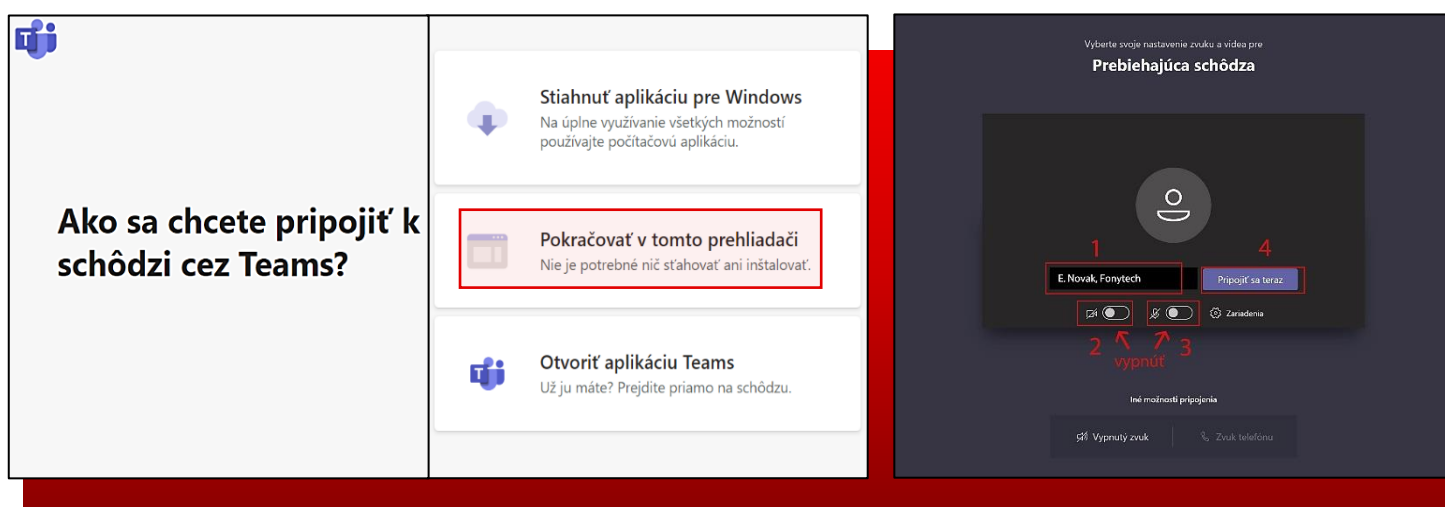 Ako sa chcete pripojiť k
schôdzi cez Teams?
Stiahnuť aplikáciu pre Windows
Na úplne využívanie všetkých možností
používajte počítačovú aplikáciu.
Pokračovať v tomto prehliadači
Nie je potrebné nič sťahovať ani inštalovať.
Otvoriť aplikáciu Teams
Už ju máte? Prejdite priamo na schôdzu.
Vyberte svoje nastavenie zvuku a videa pre
Prebiehajúca schôdza
1
4
E. Novak, Fonytech
Pripojiť sa teraz
Zariadenia
2
3
vypnúť
Iné možnosti pripojenia
Vypnutý zvuk
Zvuk telefónu